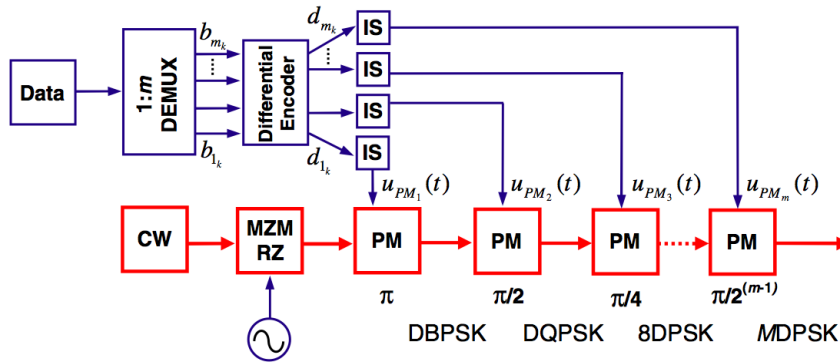 Data
1:m DEMUX
b_{m_k}
b_{1_k}
Differential Encoder
d_{m_k}
d_{1_k}
IS
IS
IS
IS
u_{PM_1}(t)
u_{PM_2}(t)
u_{PM_3}(t)
u_{PM_m}(t)
CW
MZM
RZ
PM
PM
PM
PM
π
π/2
π/4
π/2^{(m-1)}
DBPSK
DQPSK
8DPSK
MDPSK